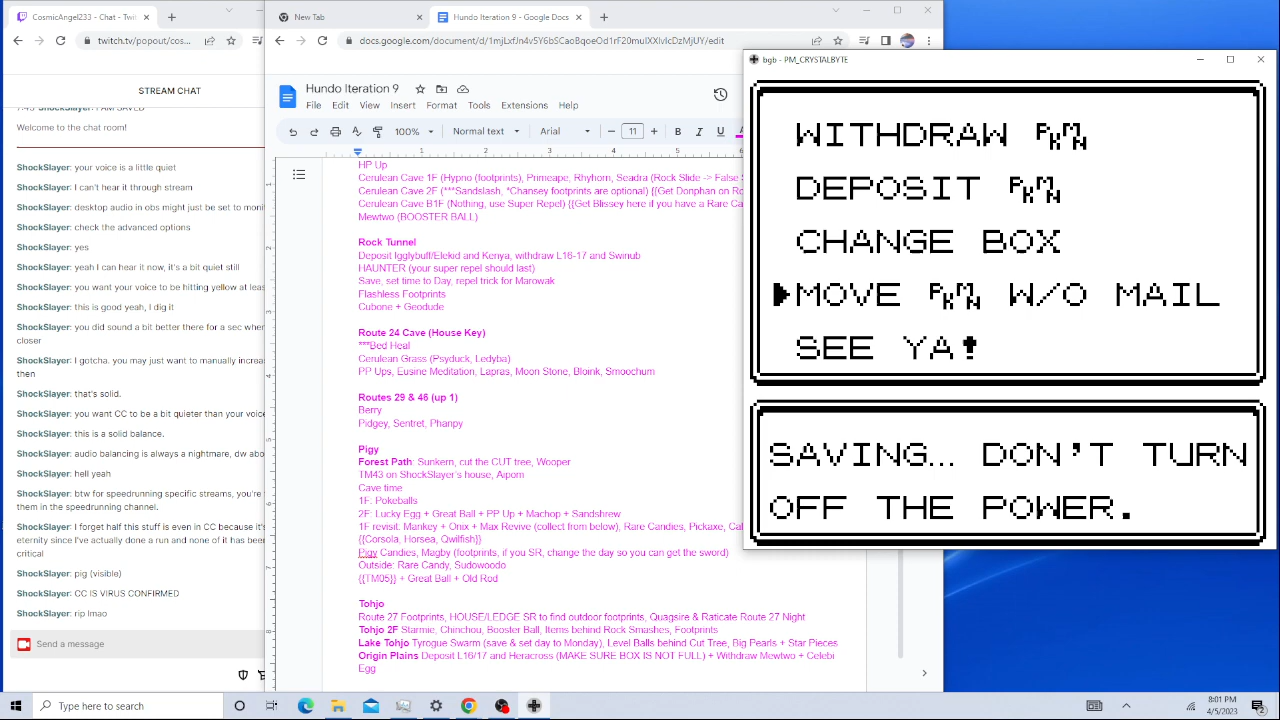 CosmicAngel233 - Chat - Twit
twitch.tv/popout/cos...
STREAM CHAT
7:45 ShockSlayer: I AM SAVED
Welcome to the chat room!
ShockSlayer: your voice is a little quiet
ShockSlayer: I can't hear it through stream
ShockSlayer: desktop audio
ShockSlayer: check the advanced options
ShockSlayer: yes
ShockSlayer: yeah I can hear it now, it's a bit quiet still
ShockSlayer: you want your voice to be hitting yellow at leas
ShockSlayer: this is good yeah, I dig it
ShockSlayer: you did sound a bit better there for a sec when
closer
ShockSlayer: I gotcha. you may just want to manually increa
then
ShockSlayer: that's solid.
ShockSlayer: you want CC to be a bit quieter than your voice
ShockSlayer: this is a solid balance.
ShockSlayer: audio balancing is always a nightmare, dw abo
ShockSlayer: hell yeah
ShockSlayer: btw for speedrunning specific streams, you're
them in the speedrunning channel.
ShockSlayer: I forget half this stuff is even in CC because it's
eternity since I've actually done a run and none of it has been
critical
ShockSlayer: pig (visible)
ShockSlayer: CC IS VIRUS CONFIRMED
ShockSlayer: rip lmao
Send a message
New Tab
Hundo Iteration 9 - Google Docs
Hundo Iteration 9
File Edit View Insert Format Tools Extensions Help
100% Normal text Arial 11 B I U A
1 2 3 4 5 6
HP Up
Cerulean Cave 1F (Hypno (footprints), Primeape, Rhyhorn, Seadra (Rock Slide -> False S
Cerulean Cave 2F (***Sandslash, *Chansey footprints are optional) {{Get Donphan on Ro
Cerulean Cave B1F (Nothing, use Super Repel) {{Get Blissey here if you have a Rare Ca
Mewtwo (BOOSTER BALL)
Rock Tunnel
Deposit Igglybuff/Elekid and Kenya, withdraw L16-17 and Swinub
HAUNTER (your super repel should last)
Save, set time to Day, repel trick for Marowak
Flashless Footprints
Cubone + Geodude
Route 24 Cave (House Key)
***Bed Heal
Cerulean Grass (Psyduck, Ledyba)
PP Ups, Eusine Meditation, Lapras, Moon Stone, Bloink, Smoochum
Routes 29 & 46 (up 1)
Berry
Pidgey, Sentret, Phanpy
Pigy
Forest Path: Sunkern, cut the CUT tree, Wooper
TM43 on ShockSlayer's house, Aipom
Cave time
1F: Pokeballs
2F: Lucky Egg + Great Ball + PP Up + Machop + Sandshrew
1F revisit: Mankey + Onix + Max Revive (collect from below), Rare Candies, Pickaxe, Cal
{{Corsola, Horsea, Qwilfish}}
Pigy Candies, Magby (footprints, if you SR, change the day so you can get the sword)
Outside: Rare Candy, Sudowoodo
{{TM05}} + Great Ball + Old Rod
Tohjo
Route 27 Footprints, HOUSE/LEDGE SR to find outdoor footprints, Quagsire & Raticate Route 27 Night
Tohjo 2F Starmie, Chinchou, Booster Ball, Items behind Rock Smashes, Footprints
Lake Tohjo Tyrogue Swarm (save & set day to Monday), Level Balls behind Cut Tree, Big Pearls + Star Pieces
Origin Plains Deposit L16/17 and Heracross (MAKE SURE BOX IS NOT FULL) + Withdraw Mewtwo + Celebi
Egg
bgb - PM_CRYSTALBYTE
WITHDRAW PKMN
DEPOSIT PKMN
CHANGE BOX
MOVE PKMN W/O MAIL
SEE YA!
SAVING… DON'T TURN
OFF THE POWER.
Type here to search
8:01 PM
4/5/2023
2